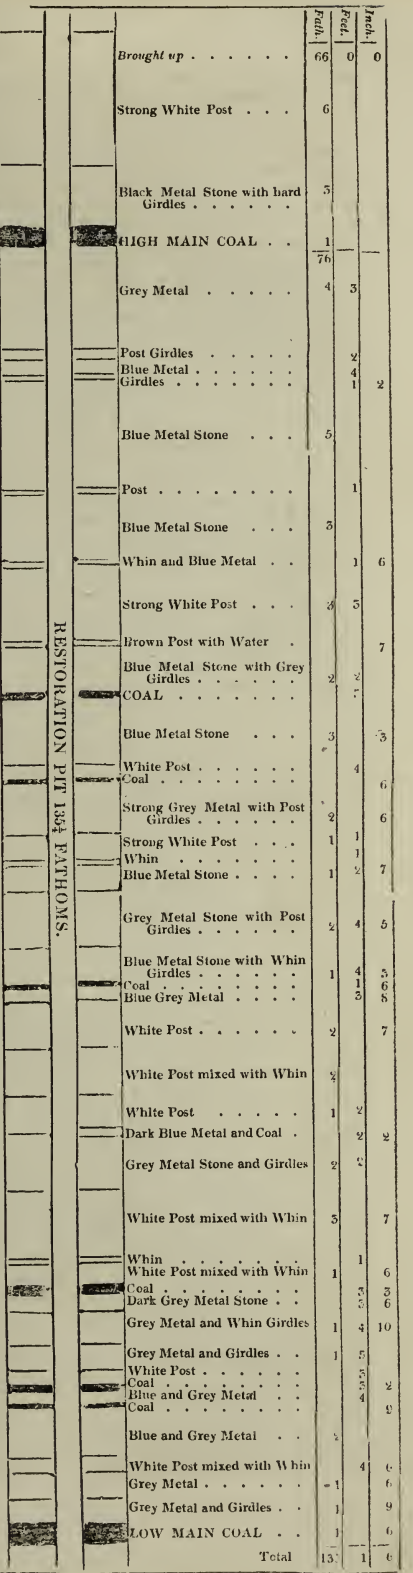 Fath. Feet. Inch.
Brought up . . . . . . 66 0 0
Strong White Post . . . 6
Black Metal Stone with hard
Girdles . . . . . . 3
HIGH MAIN COAL . . 1
76
Grey Metal . . . . . 4 3
Post Girdles . . . . . 2
Blue Metal . . . . . . 4
Girdles . . . . . . . 1 2
Blue Metal Stone . . . 5
Post . . . . . . . . 1
Blue Metal Stone . . . 3
Whin and Blue Metal . . 1 6
Strong White Post . . . 3 3
Brown Post with Water . 7
Blue Metal Stone with Grey
Girdles . . . . . . 2 2
COAL . . . . . . .
Blue Metal Stone . . . 3 3
White Post . . . . . . 4
Coal . . . . . . . . 6
Strong Grey Metal with Post
Girdles . . . . . . 2 6
Strong White Post . . . 1 1
Whin . . . . . . . 1
Blue Metal Stone . . . . 1 2 7
Grey Metal Stone with Post
Girdles . . . . . . 2 4 5
Blue Metal Stone with Whin
Girdles . . . . . . 1 4 3
Coal . . . . . . . . 1 6
Blue Grey Metal . . . . 3 8
White Post . . . . . . 2 7
White Post mixed with Whin 2
White Post . . . . . 1 2
Dark Blue Metal and Coal . 2 2
Grey Metal Stone and Girdles 2 2
White Post mixed with Whin 3 7
Whin . . . . . . . 1
White Post mixed with Whin 1 6
Coal . . . . . . . . 3 3
Dark Grey Metal Stone . . 3 6
Grey Metal and Whin Girdles 1 4 10
Grey Metal and Girdles . . 1 3
White Post . . . . . . 3
Coal . . . . . . . . 3 2
Blue and Grey Metal . . 4
Coal . . . . . . . . 9
Blue and Grey Metal . . 2
White Post mixed with Whin 4 6
Grey Metal . . . . . . 1 6
Grey Metal and Girdles . . 1 9
LOW MAIN COAL . . 1 6
Total 1 6
RESTORATION PIT 135¼ FATHOMS.